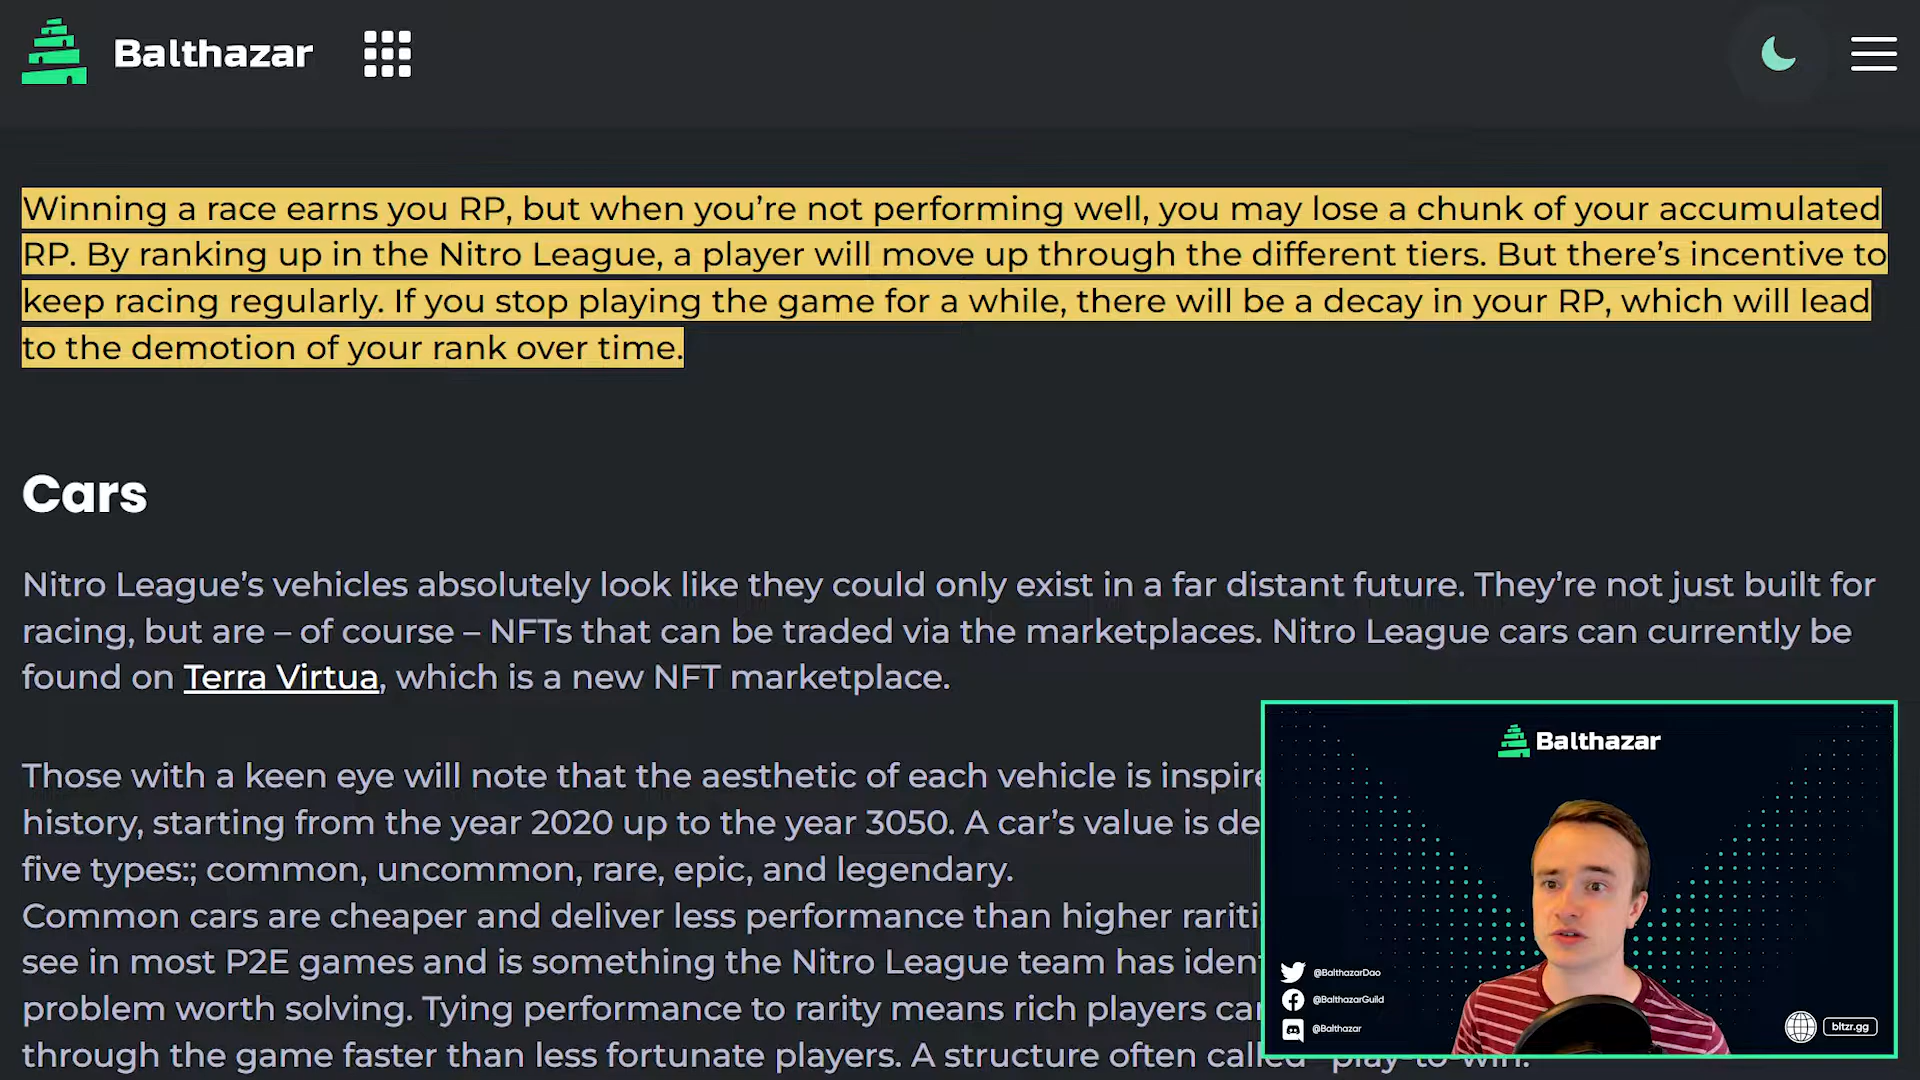 Balthazar
Winning a race earns you RP, but when you’re not performing well, you may lose a chunk of your accumulated
RP. By ranking up in the Nitro League, a player will move up through the different tiers. But there’s incentive to
keep racing regularly. If you stop playing the game for a while, there will be a decay in your RP, which will lead
to the demotion of your rank over time.
Cars
Nitro League’s vehicles absolutely look like they could only exist in a far distant future. They’re not just built for
racing, but are – of course – NFTs that can be traded via the marketplaces. Nitro League cars can currently be
found on Terra Virtua, which is a new NFT marketplace.
Those with a keen eye will note that the aesthetic of each vehicle is
history, starting from the year 2020 up to the year 3050. A car’s value is
five types:; common, uncommon, rare, epic, and legendary.
Common cars are cheaper and deliver less performance than higher
see in most P2E games and is something the Nitro League team has
problem worth solving. Tying performance to rarity means rich players
through the game faster than less fortunate players. A structure often called play-to-win.
Balthazar
@BalthazarDao
@BalthazarGuild
@Balthazar
bltzr.gg